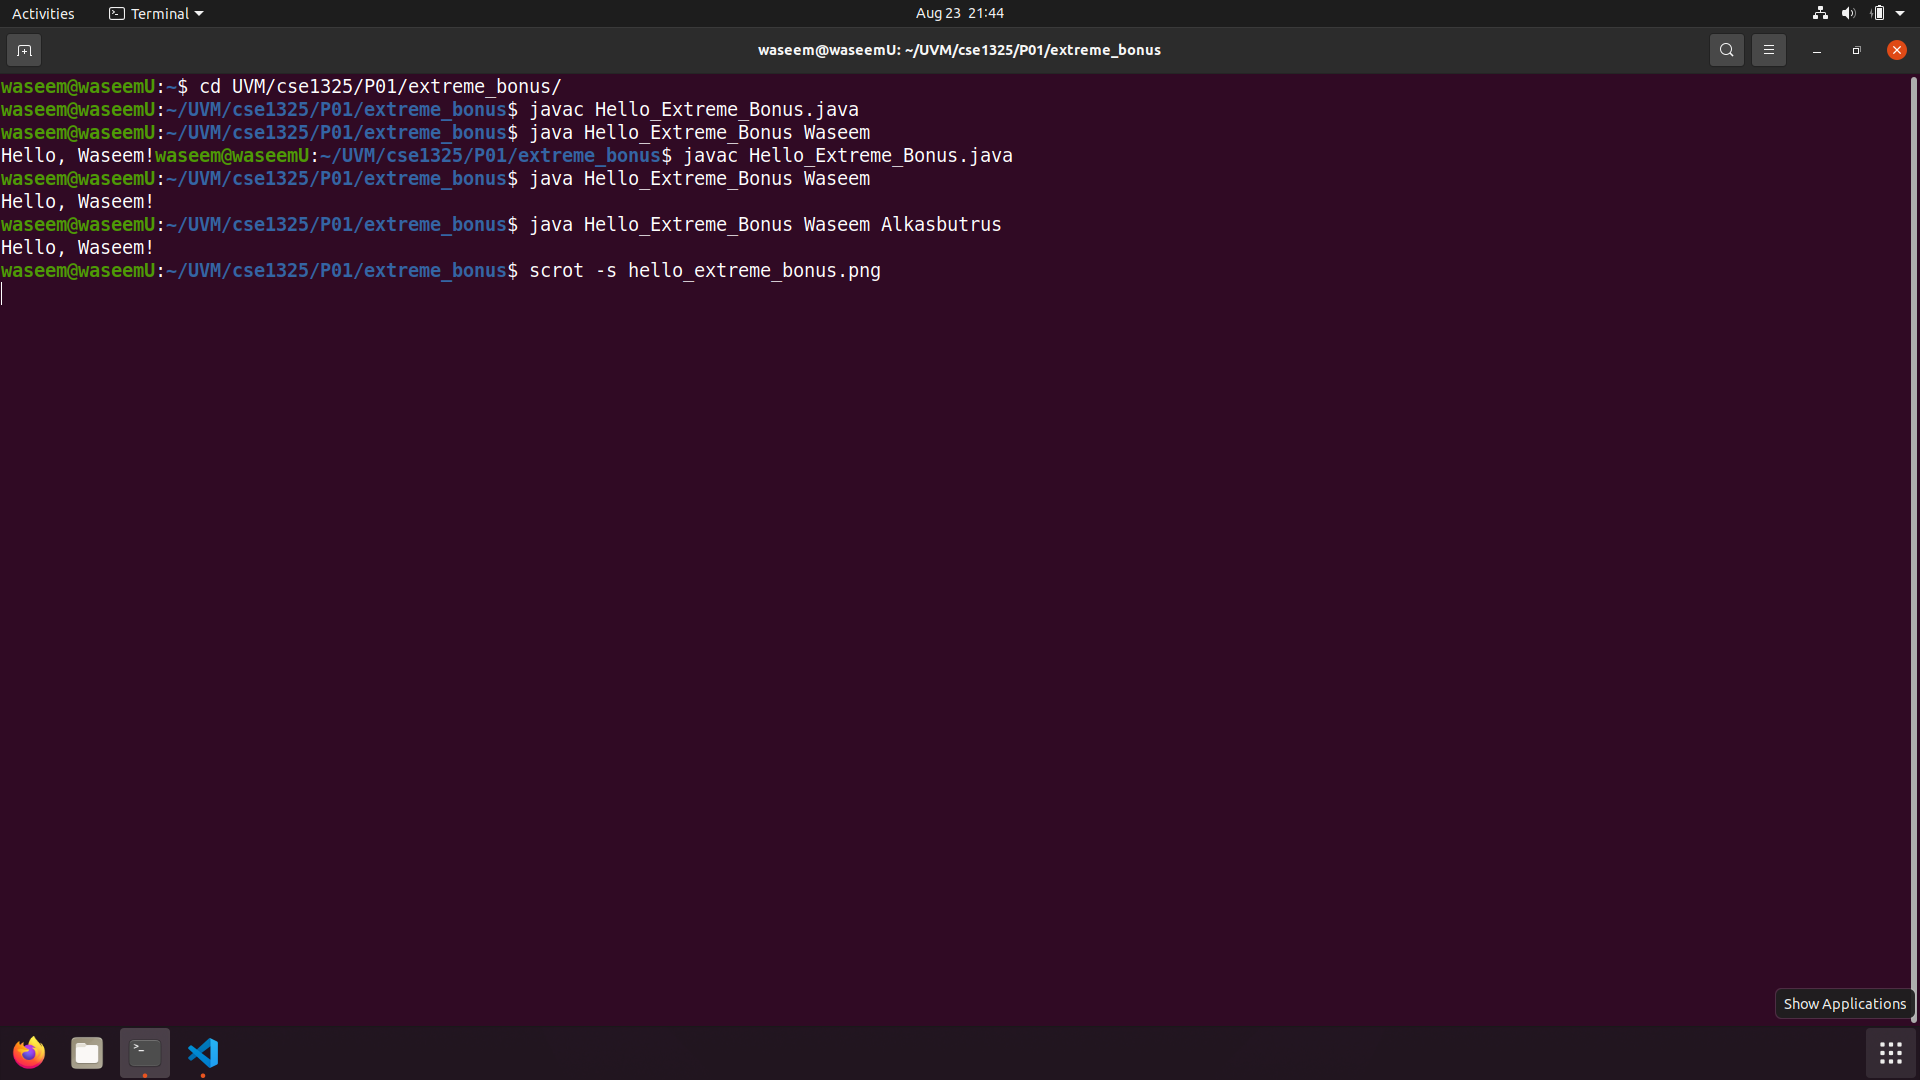 Activities
Terminal
Aug 23 21:44
waseem@waseemU: ~/UVM/cse1325/P01/extreme_bonus
waseem@waseemU:~$ cd UVM/cse1325/P01/extreme_bonus/
waseem@waseemU:~/UVM/cse1325/P01/extreme_bonus$ javac Hello_Extreme_Bonus.java
waseem@waseemU:~/UVM/cse1325/P01/extreme_bonus$ java Hello_Extreme_Bonus Waseem
Hello, Waseem!waseem@waseemU:~/UVM/cse1325/P01/extreme_bonus$ javac Hello_Extreme_Bonus.java
waseem@waseemU:~/UVM/cse1325/P01/extreme_bonus$ java Hello_Extreme_Bonus Waseem
Hello, Waseem!
waseem@waseemU:~/UVM/cse1325/P01/extreme_bonus$ java Hello_Extreme_Bonus Waseem Alkasbutrus
Hello, Waseem!
waseem@waseemU:~/UVM/cse1325/P01/extreme_bonus$ scrot -s hello_extreme_bonus.png
Show Applications